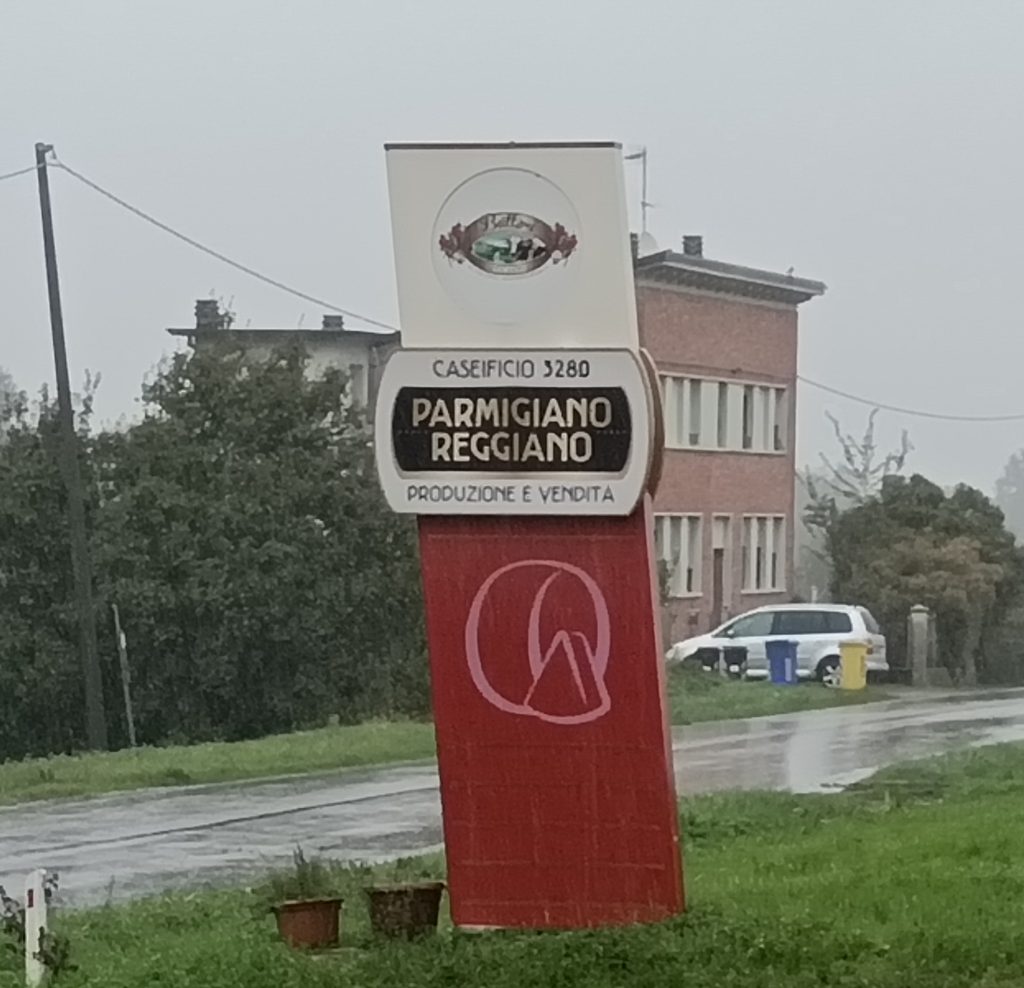 CASEIFICIO 3280
PARMIGIANO
REGGIANO
PRODUZIONE E VENDITA